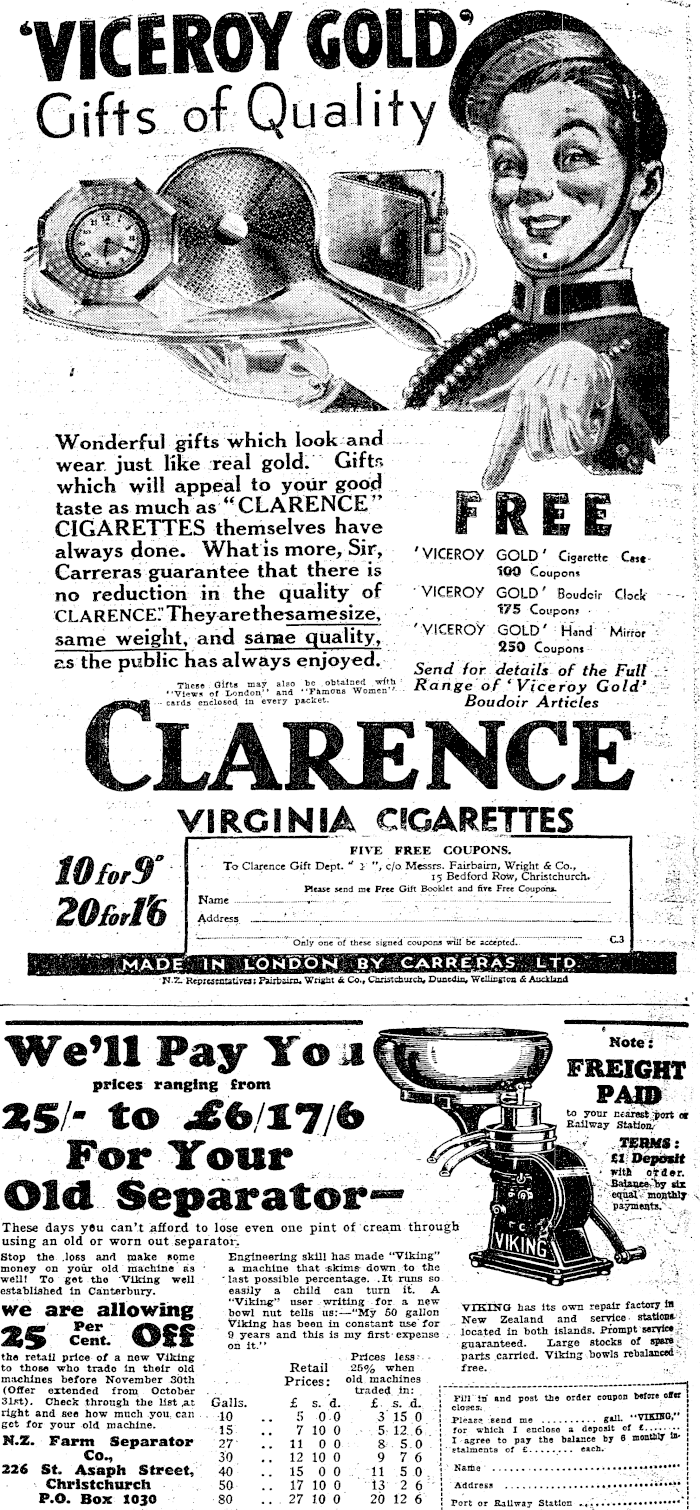 'VICEROY GOLD'
Gifts of Quality
Wonderful gifts which look and
wear just like real gold. Gifts
which will appeal to your good
taste as much as "CLARENCE"
CIGARETTES themselves have
always done. What is more, Sir,
Carreras guarantee that there is
no reduction in the quality of
'CLARENCE." They are the same size,
same weight, and same quality,
as the public has always enjoyed.
These Gifts may also be obtained with
"Views of London" and "Famous Women"
cards enclosed in every packet.
FREE
'VICEROY GOLD' Cigarette Case
100 Coupons
'VICEROY GOLD' Boudoir Clock
175 Coupons
'VICEROY GOLD' Hand Mirror
250 Coupons
Send for details of the Full
Range of 'Viceroy Gold'
Boudoir Articles
CLARENCE
VIRGINIA CIGARETTES
10 for 9D
20 for 1'6
FIVE FREE COUPONS.
To Clarence Gift Dept. " ", c/o Messrs. Fairbairn, Wright & Co.,
15 Bedford Row, Christchurch.
Please send me Free Gift Booklet and five Free Coupons.
Name
Address
Only one of these signed coupons will be accepted.
C.3
MADE IN LONDON BY CARRERAS LTD
N.Z. Representatives: Fairbairn, Wright & Co., Christchurch, Dunedin, Wellington & Auckland
We'll Pay You
prices ranging from
25/- to £6/17/6
For Your
Old Separator—
These days you can't afford to lose even one pint of cream through
using an old or worn out separator.
Stop the loss and make some
money on your old machine as
well! To get the Viking well
established in Canterbury.
we are allowing
25 Per Cent. Off
the retail price of a new Viking
to those who trade in their old
machines before November 30th
(Offer extended from October
31st). Check through the list at
right and see how much you can
get for your old machine.
N.Z. Farm Separator
Co.,
226 St. Asaph Street,
Christchurch
P.O. Box 1030
Engineering skill has made "Viking"
a machine that skims down to the
last possible percentage. It runs so
easily a child can turn it. A
"Viking" user writing for a new
bowl nut tells us:—"My 50 gallon
Viking has been in constant use for
9 years and this is my first expense
on it."
Retail Prices: Prices less 25% when old machines traded in:
Galls. £ s. d. £ s. d.
10 .. 5 0 0 3 15 0
15 .. 7 10 0 5 12 6
27 .. 11 0 0 8 5 0
30 .. 12 10 0 9 7 6
40 .. 15 0 0 11 5 0
50 .. 17 10 0 13 2 6
80 .. 27 10 0 20 12 6
VIKING
Note:
FREIGHT
PAID
to your nearest port or
Railway Station.
TERMS:
£1 Deposit
with order.
Balance by six
equal monthly
payments.
VIKING has its own repair factory in
New Zealand and service stations
located in both islands. Prompt service
guaranteed. Large stocks of spare
parts carried. Viking bowls rebalanced
free.
Fill in and post the order coupon before offer
closes.
Please send me .......... gall. "VIKING,"
for which I enclose a deposit of £......
I agree to pay the balance by 6 monthly in-
stalments of £........ each.
Name
Address
Port or Railway Station